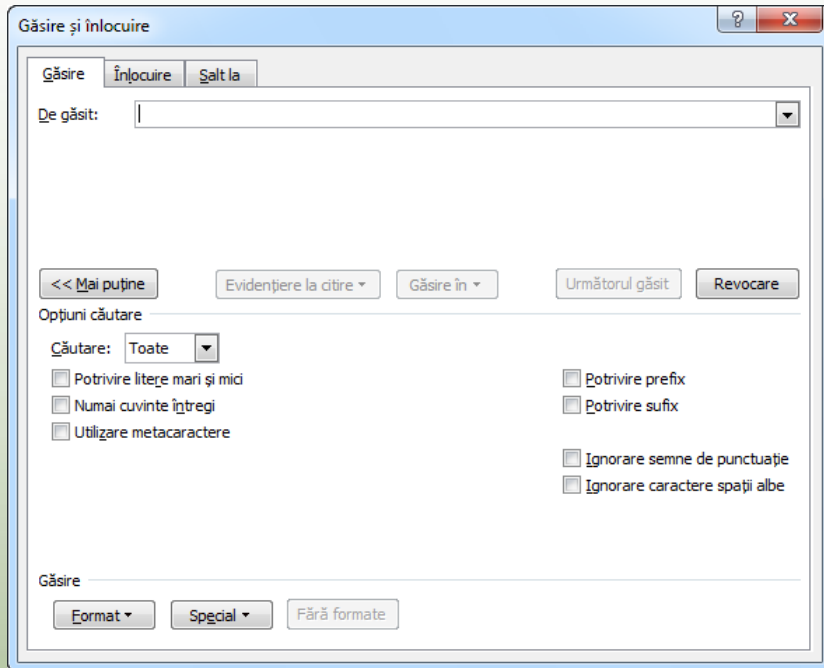 Găsire și înlocuire
Găsire Înlocuire Salt la
De găsit:
<< Mai puține Evidențiere la citire Găsire în Următorul găsit Revocare
Opțiuni căutare
Căutare: Toate
Potrivire litere mari și mici Potrivire prefix
Numai cuvinte întregi Potrivire sufix
Utilizare metacaractere
Ignorare semne de punctuație
Ignorare caractere spații albe
Găsire
Format Special Fără formate